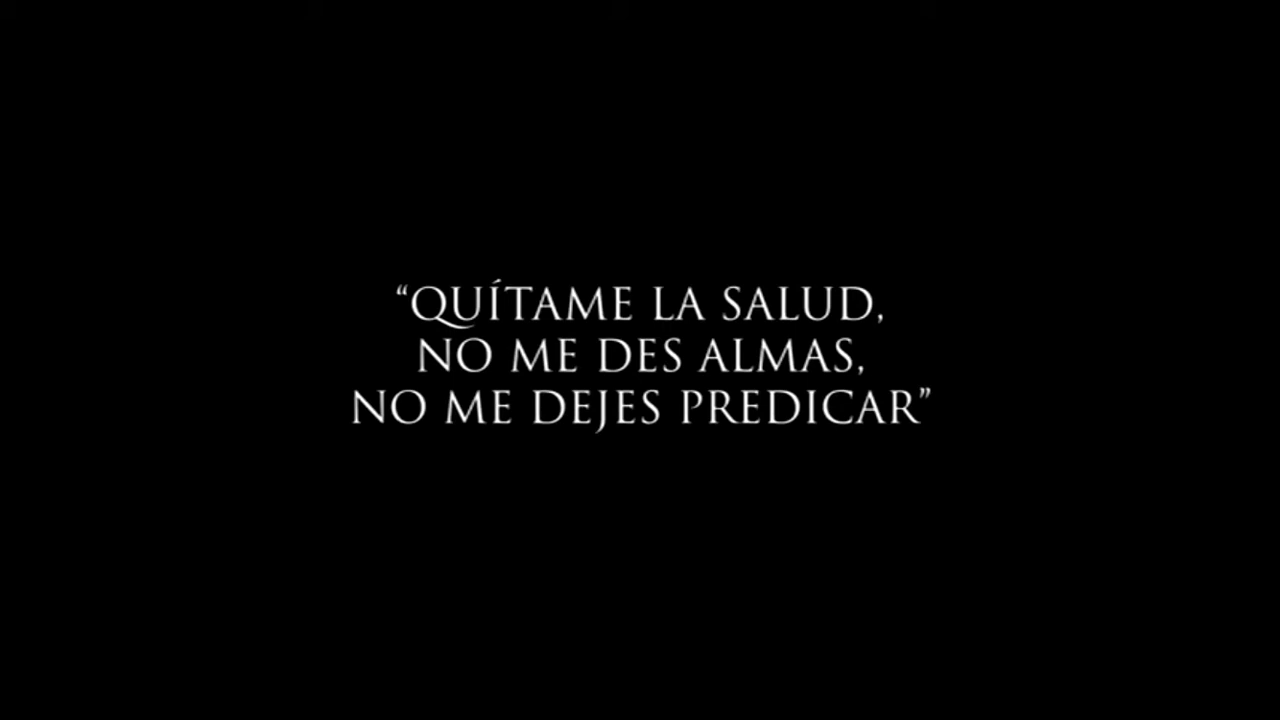 “QUÍTAME LA SALUD,
NO ME DES ALMAS,
NO ME DEJES PREDICAR”